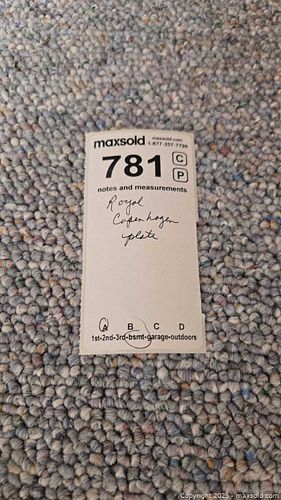 maxsold maxsold.com
1-877-257-7799
781 C
P
notes and measurements
Royal
Copenhagen
plate
A B C D
1st-2nd-3rd-bsmt-garage-outdoors
Copyright 2025 - maxsold.com